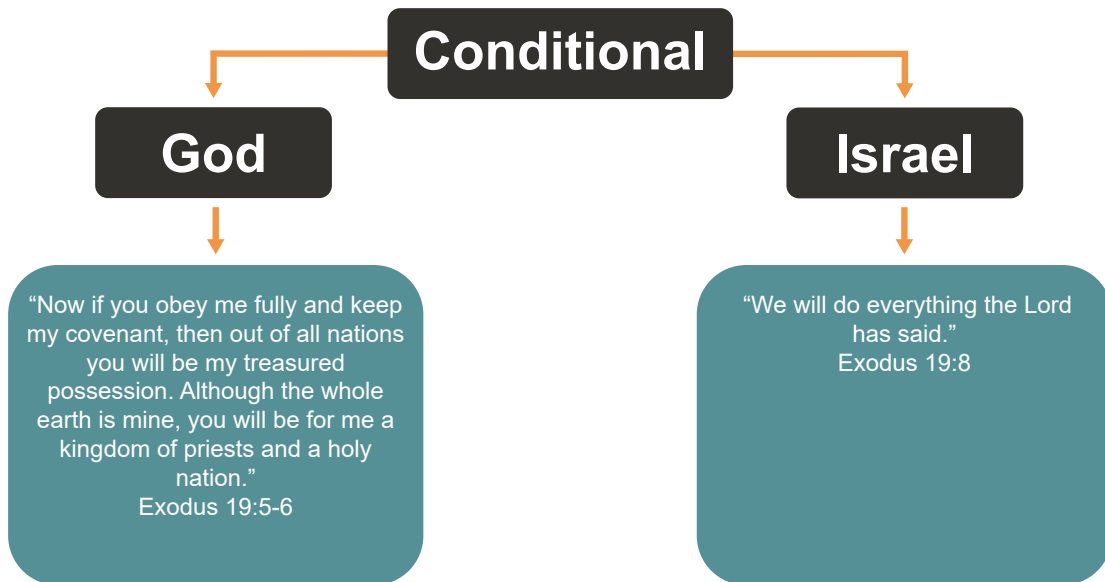 Conditional
God
Israel
“Now if you obey me fully and keep
my covenant, then out of all nations
you will be my treasured
possession. Although the whole
earth is mine, you will be for me a
kingdom of priests and a holy
nation.”
Exodus 19:5-6
“We will do everything the Lord
has said.”
Exodus 19:8